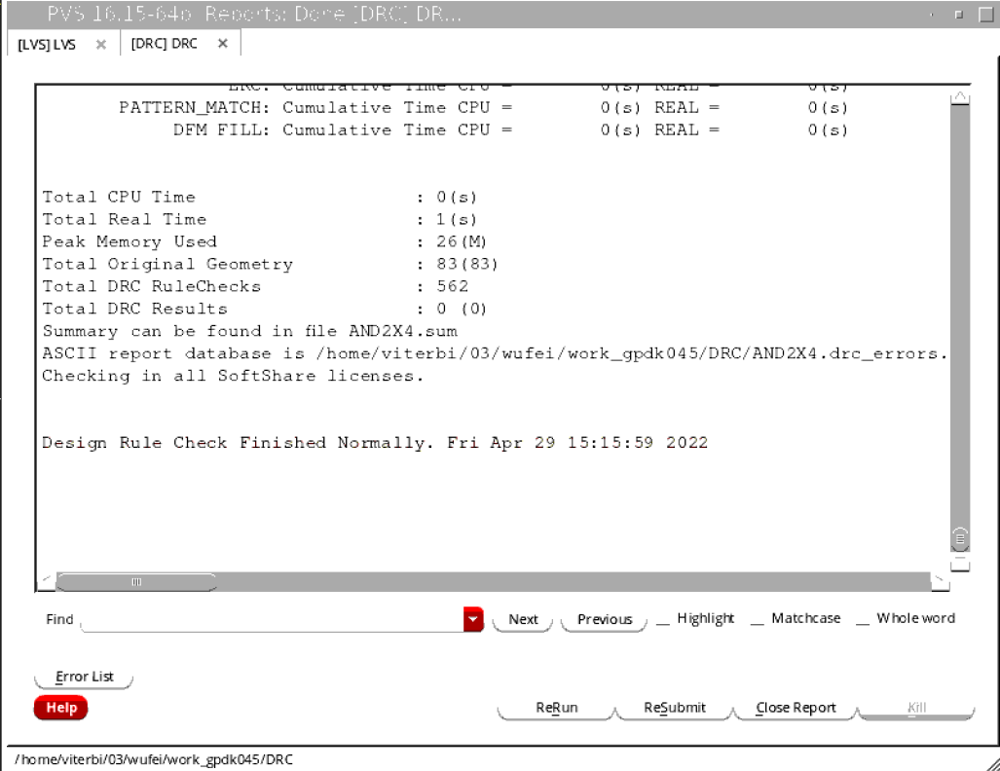 PVS 16.15-64b Reports: Done [DRC] DR...
[LVS] LVS × [DRC] DRC ×
ERC: Cumulative Time CPU = 0(s) REAL = 0(s)
PATTERN_MATCH: Cumulative Time CPU = 0(s) REAL = 0(s)
DFM FILL: Cumulative Time CPU = 0(s) REAL = 0(s)
Total CPU Time : 0(s)
Total Real Time : 1(s)
Peak Memory Used : 26(M)
Total Original Geometry : 83(83)
Total DRC RuleChecks : 562
Total DRC Results : 0 (0)
Summary can be found in file AND2X4.sum
ASCII report database is /home/viterbi/03/wufei/work_gpdk045/DRC/AND2X4.drc_errors.
Checking in all SoftShare licenses.
Design Rule Check Finished Normally. Fri Apr 29 15:15:59 2022
Find Next Previous Highlight Matchcase Whole word
Error List
Help ReRun ReSubmit Close Report Kill
/home/viterbi/03/wufei/work_gpdk045/DRC